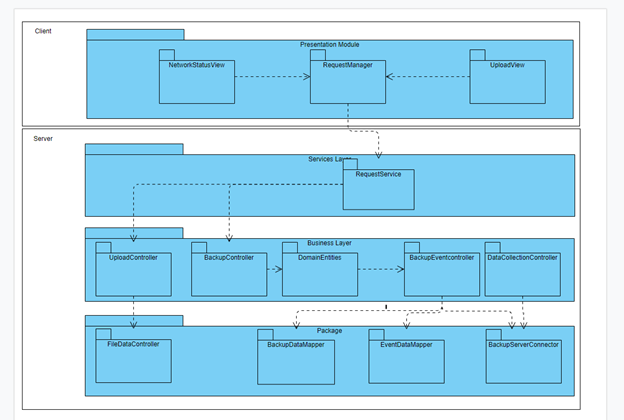 Client
Presentation Module
NetworkStatusView
RequestManager
UploadView
Server
Services Layer
RequestService
Business Layer
UploadController
BackupController
DomainEntities
BackupEventcontroller
DataCollectionController
Package
FileDataController
BackupDataMapper
EventDataMapper
BackupServerConnector